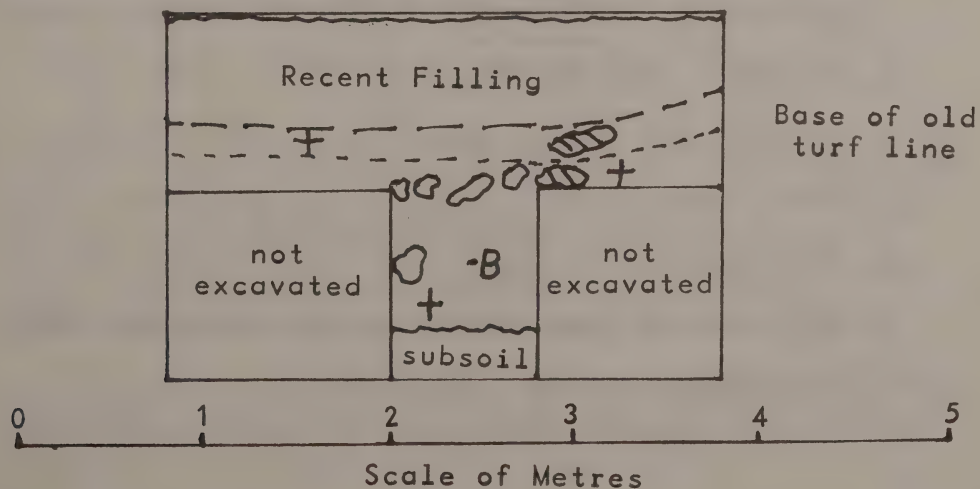 Recent Filling
Base of old
turf line
not
excavated
B
not
excavated
subsoil
0 1 2 3 4 5
Scale of Metres